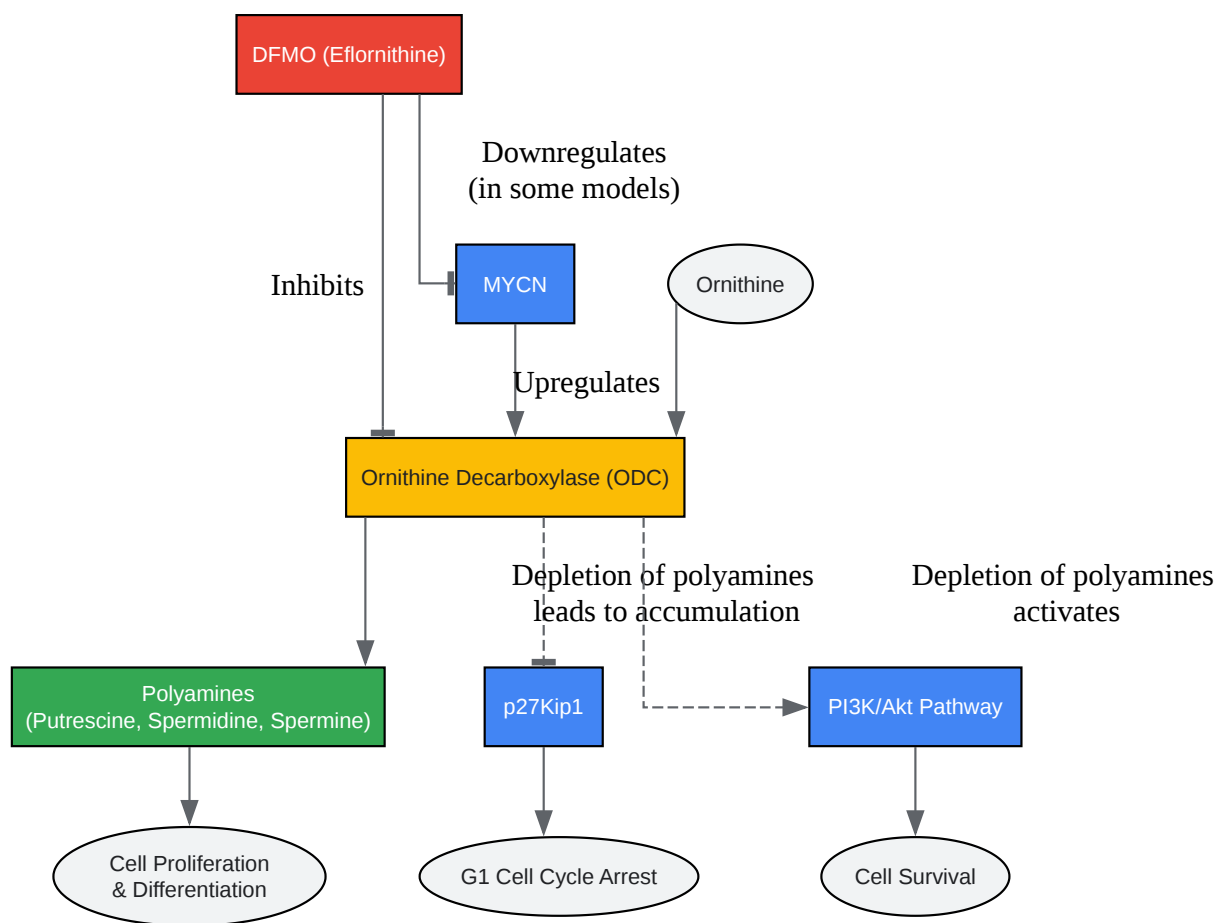 DFMO (Eflornithine)
Downregulates
(in some models)
Inhibits
MYCN
Ornithine
Upregulates
Ornithine Decarboxylase (ODC)
Depletion of polyamines
leads to accumulation
Depletion of polyamines
activates
Polyamines
(Putrescine, Spermidine, Spermine)
p27Kip1
PI3K/Akt Pathway
Cell Proliferation
& Differentiation
G1 Cell Cycle Arrest
Cell Survival